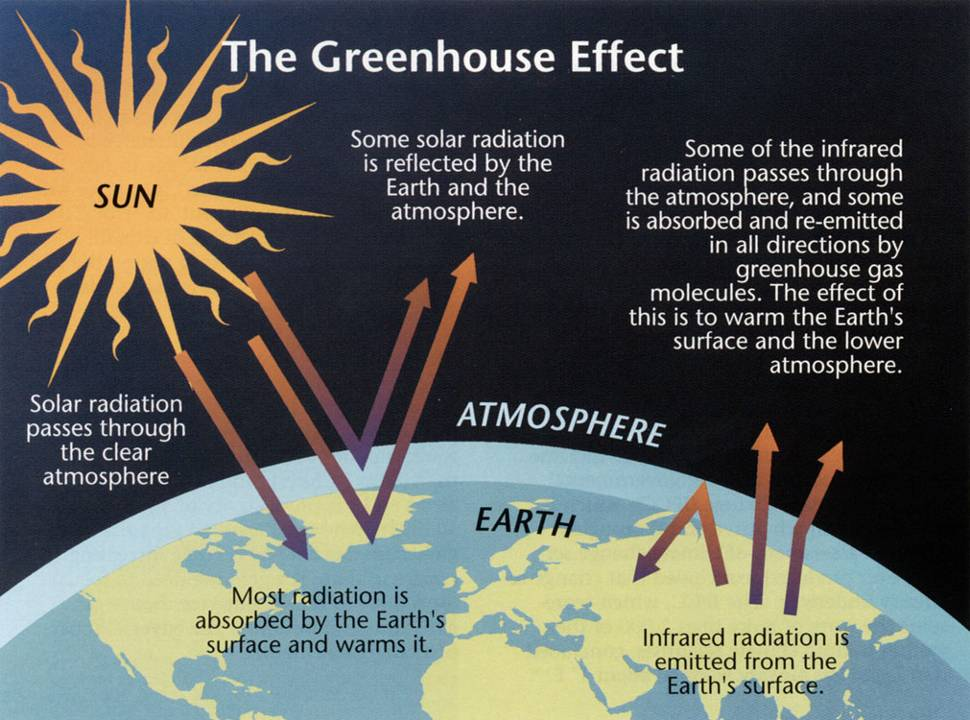 The Greenhouse Effect
SUN
Some solar radiation
is reflected by the
Earth and the
atmosphere.
Some of the infrared
radiation passes through
the atmosphere, and some
is absorbed and re-emitted
in all directions by
greenhouse gas
molecules. The effect of
this is to warm the Earth's
surface and the lower
atmosphere.
Solar radiation
passes through
the clear
atmosphere
ATMOSPHERE
EARTH
Most radiation is
absorbed by the Earth's
surface and warms it.
Infrared radiation is
emitted from the
Earth's surface.